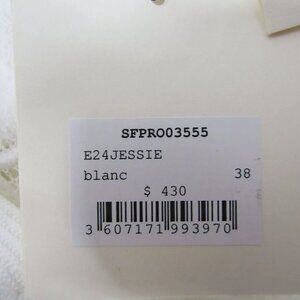 SFPRO03555
E24JESSIE
blanc 38
$ 430
3 607171 993970